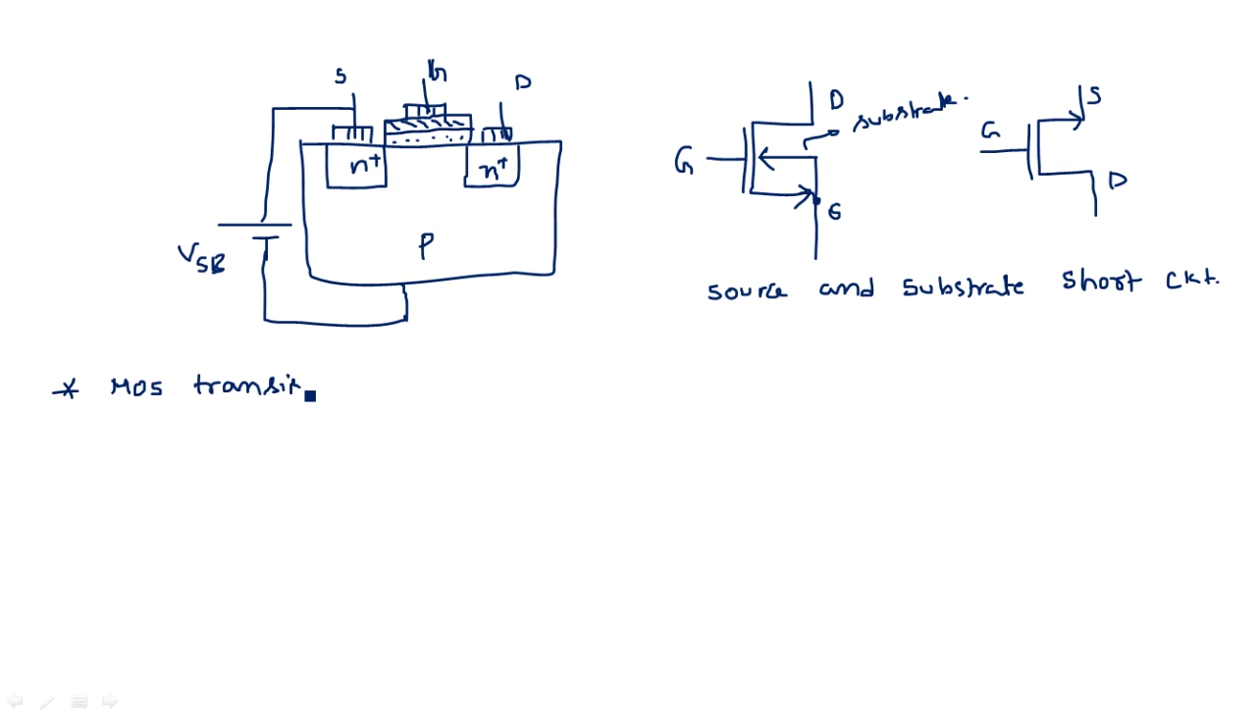 S G D
n+ n+
P
VSB
D
substrate.
G
S
S
G
D
source and substrate short ckt.
* MOS transit